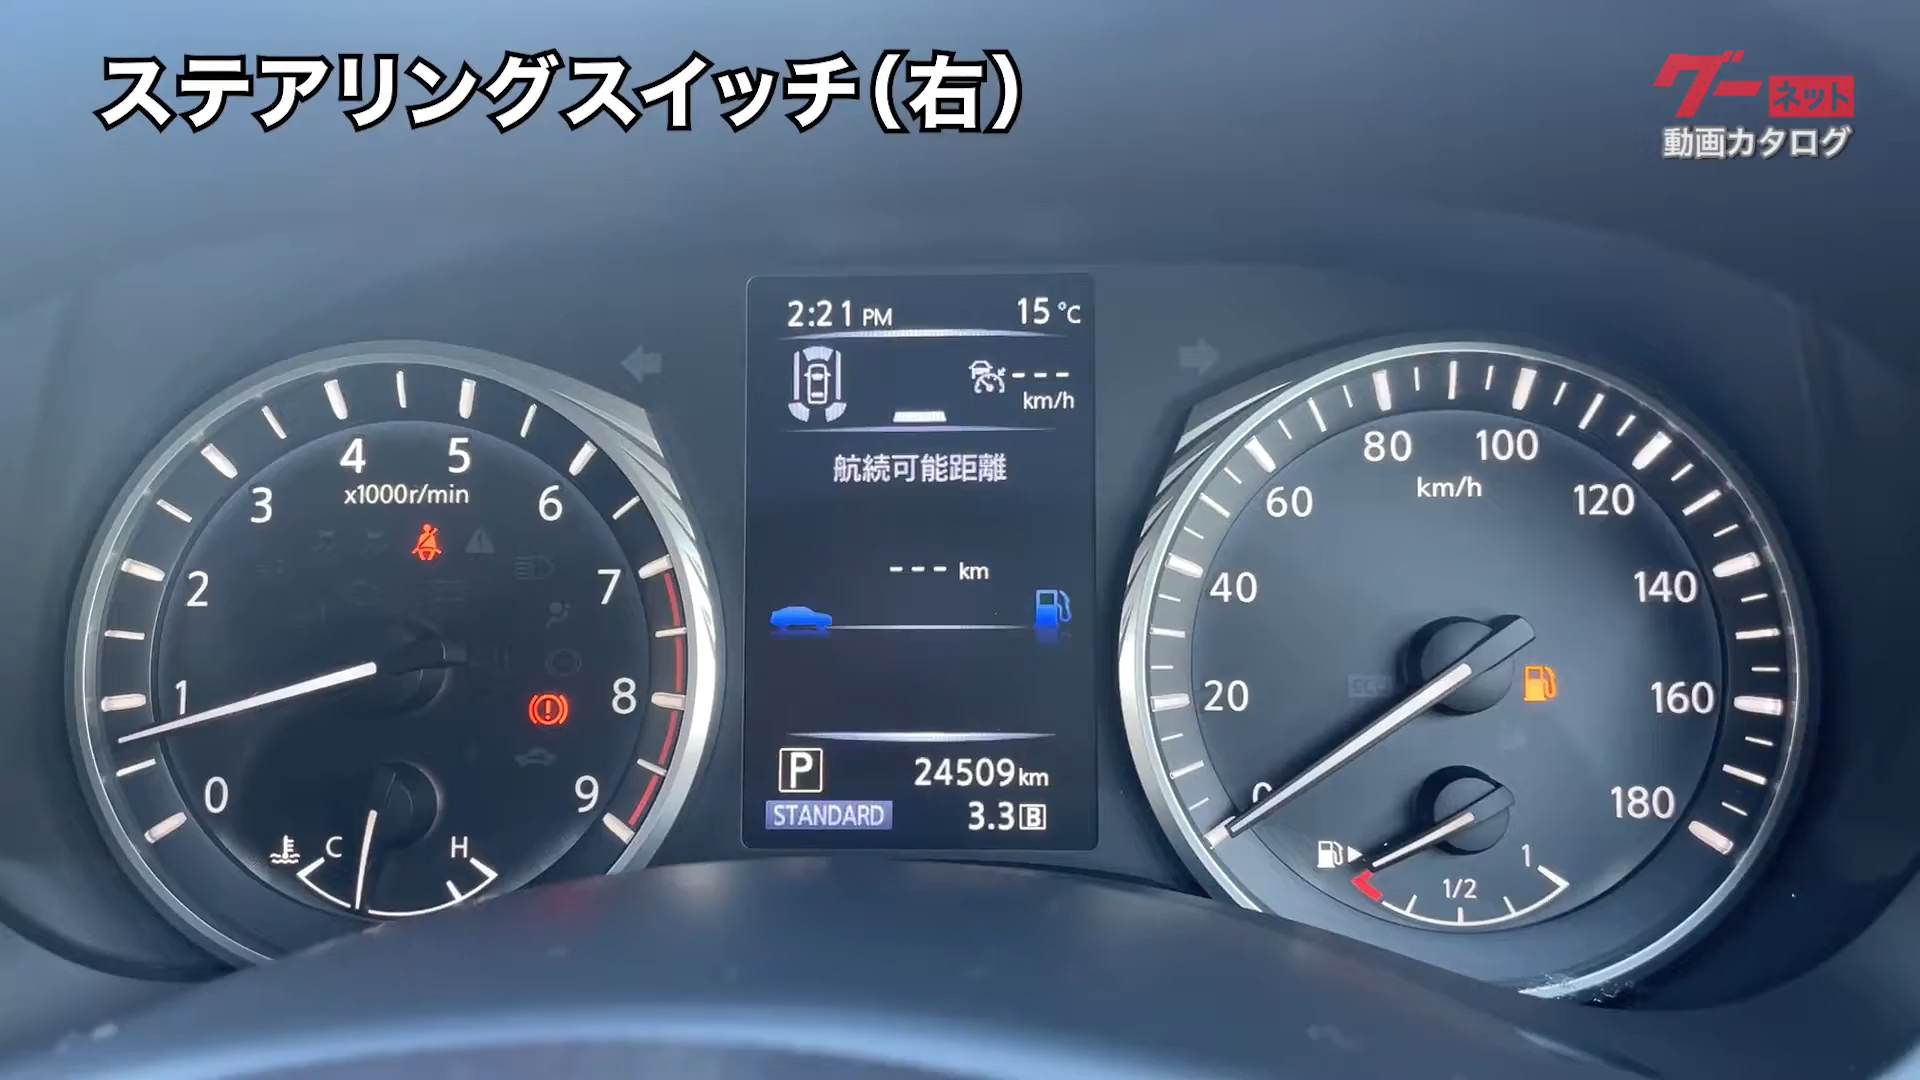 ステアリングスイッチ（右）
グーネット
動画カタログ
2:21 PM 15 °C
--- km/h
航続可能距離
--- km
P 24509 km
STANDARD 3.3 B
0 1 2 3 4 5 6 7 8 9
x1000r/min
C H
0 20 40 60 80 100 120 140 160 180
km/h
1/2 1